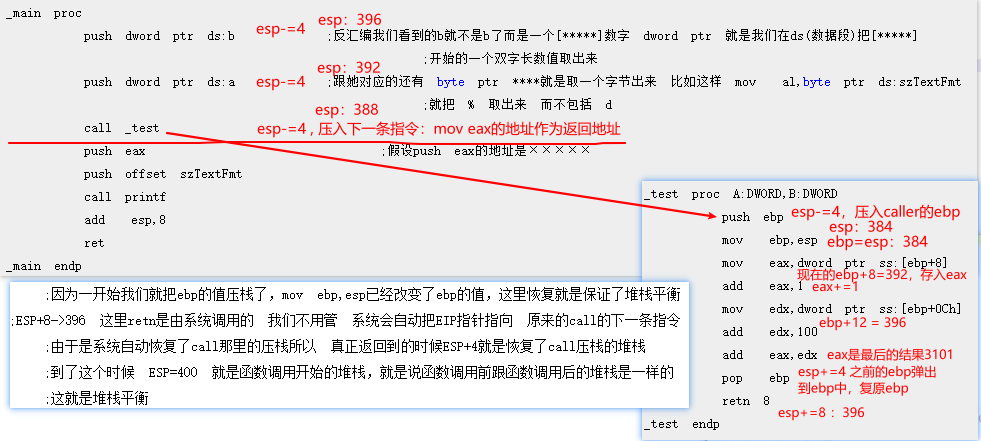 _main proc
push dword ptr ds:b esp-=4 esp：396 ;反汇编我们看到的b就不是b了而是一个[*****]数字 dword ptr 就是我们在ds(数据段)把[*****]
;开始的一个双字长数值取出来
push dword ptr ds:a esp-=4 esp：392 ;跟她对应的还有 byte ptr ****就是取一个字节出来 比如这样 mov al,byte ptr ds:szTextFmt
;就把 % 取出来 而不包括 d
esp：388
call _test esp-=4 , 压入下一条指令：mov eax的地址作为返回地址
push eax ;假设push eax的地址是×××××
push offset szTextFmt
call printf
add esp,8
ret
_main endp
_test proc A:DWORD,B:DWORD
push ebp esp-=4，压入caller的ebp
esp：384
mov ebp,esp ebp=esp：384
mov eax,dword ptr ss:[ebp+8]
现在的ebp+8=392，存入eax
add eax,1 eax+=1
mov edx,dword ptr ss:[ebp+0Ch]
ebp+12 = 396
add edx,100
add eax,edx eax是最后的结果3101
pop ebp esp+=4 之前的ebp弹出
到ebp中，复原ebp
retn 8
esp+=8 ：396
_test endp
;因为一开始我们就把ebp的值压栈了，mov ebp,esp已经改变了ebp的值，这里恢复就是保证了堆栈平衡
;ESP+8->396 这里retn是由系统调用的 我们不用管 系统会自动把EIP指针指向 原来的call的下一条指令
;由于是系统自动恢复了call那里的压栈所以 真正返回到的时候ESP+4就是恢复了call压栈的堆栈
;到了这个时候 ESP=400 就是函数调用开始的堆栈，就是说函数调用前跟函数调用后的堆栈是一样的
;这就是堆栈平衡